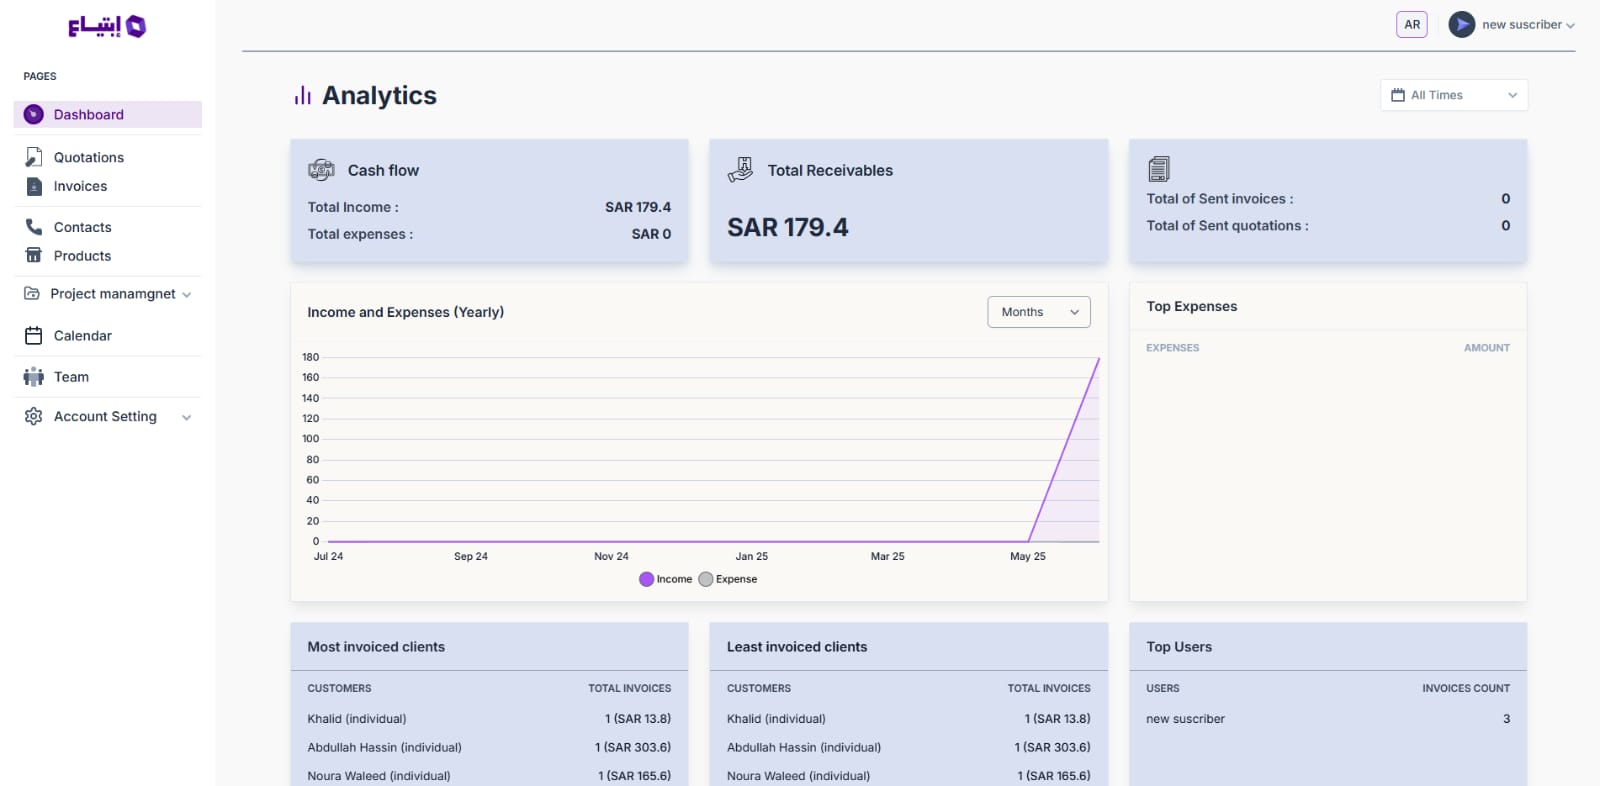 إبتياع
AR
new suscriber
PAGES
Dashboard
Quotations
Invoices
Contacts
Products
Project manamgnet
Calendar
Team
Account Setting
Analytics
All Times
Cash flow
Total Income : SAR 179.4
Total expenses : SAR 0
Total Receivables
SAR 179.4
Total of Sent invoices : 0
Total of Sent quotations : 0
Income and Expenses (Yearly)
Months
180
160
140
120
100
80
60
40
20
0
Jul 24 Sep 24 Nov 24 Jan 25 Mar 25 May 25
Income Expense
Top Expenses
EXPENSES AMOUNT
Most invoiced clients
CUSTOMERS TOTAL INVOICES
Khalid (individual) 1 (SAR 13.8)
Abdullah Hassin (individual) 1 (SAR 303.6)
Noura Waleed (individual) 1 (SAR 165.6)
Least invoiced clients
CUSTOMERS TOTAL INVOICES
Khalid (individual) 1 (SAR 13.8)
Abdullah Hassin (individual) 1 (SAR 303.6)
Noura Waleed (individual) 1 (SAR 165.6)
Top Users
USERS INVOICES COUNT
new suscriber 3